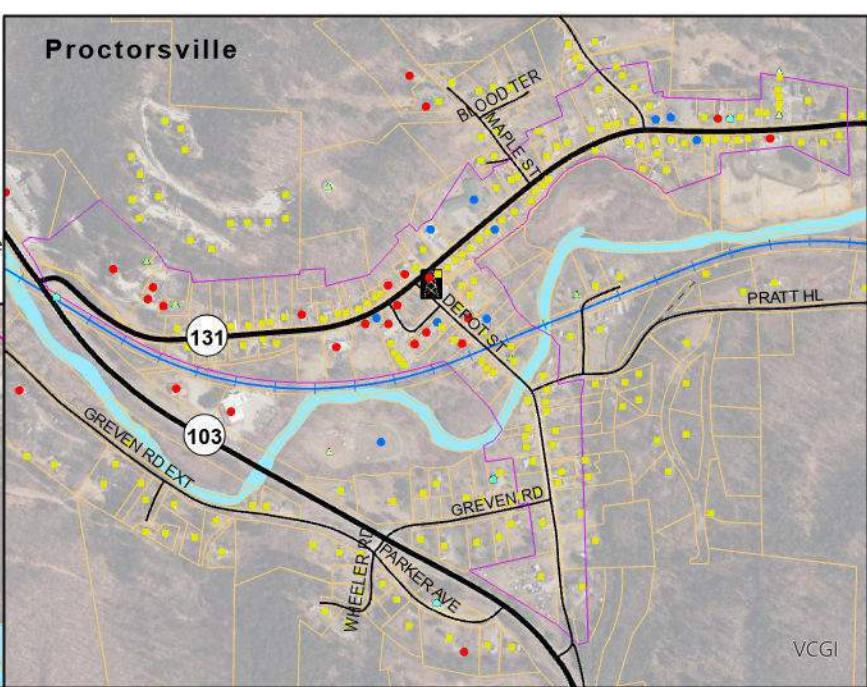 Proctorsville
BLOOD TER
MAPLE ST
PRATT HL
DEPOT ST
131
103
GREVEN RD EXT
GREVEN RD
WHEELER RD
PARKER AVE
VCGI